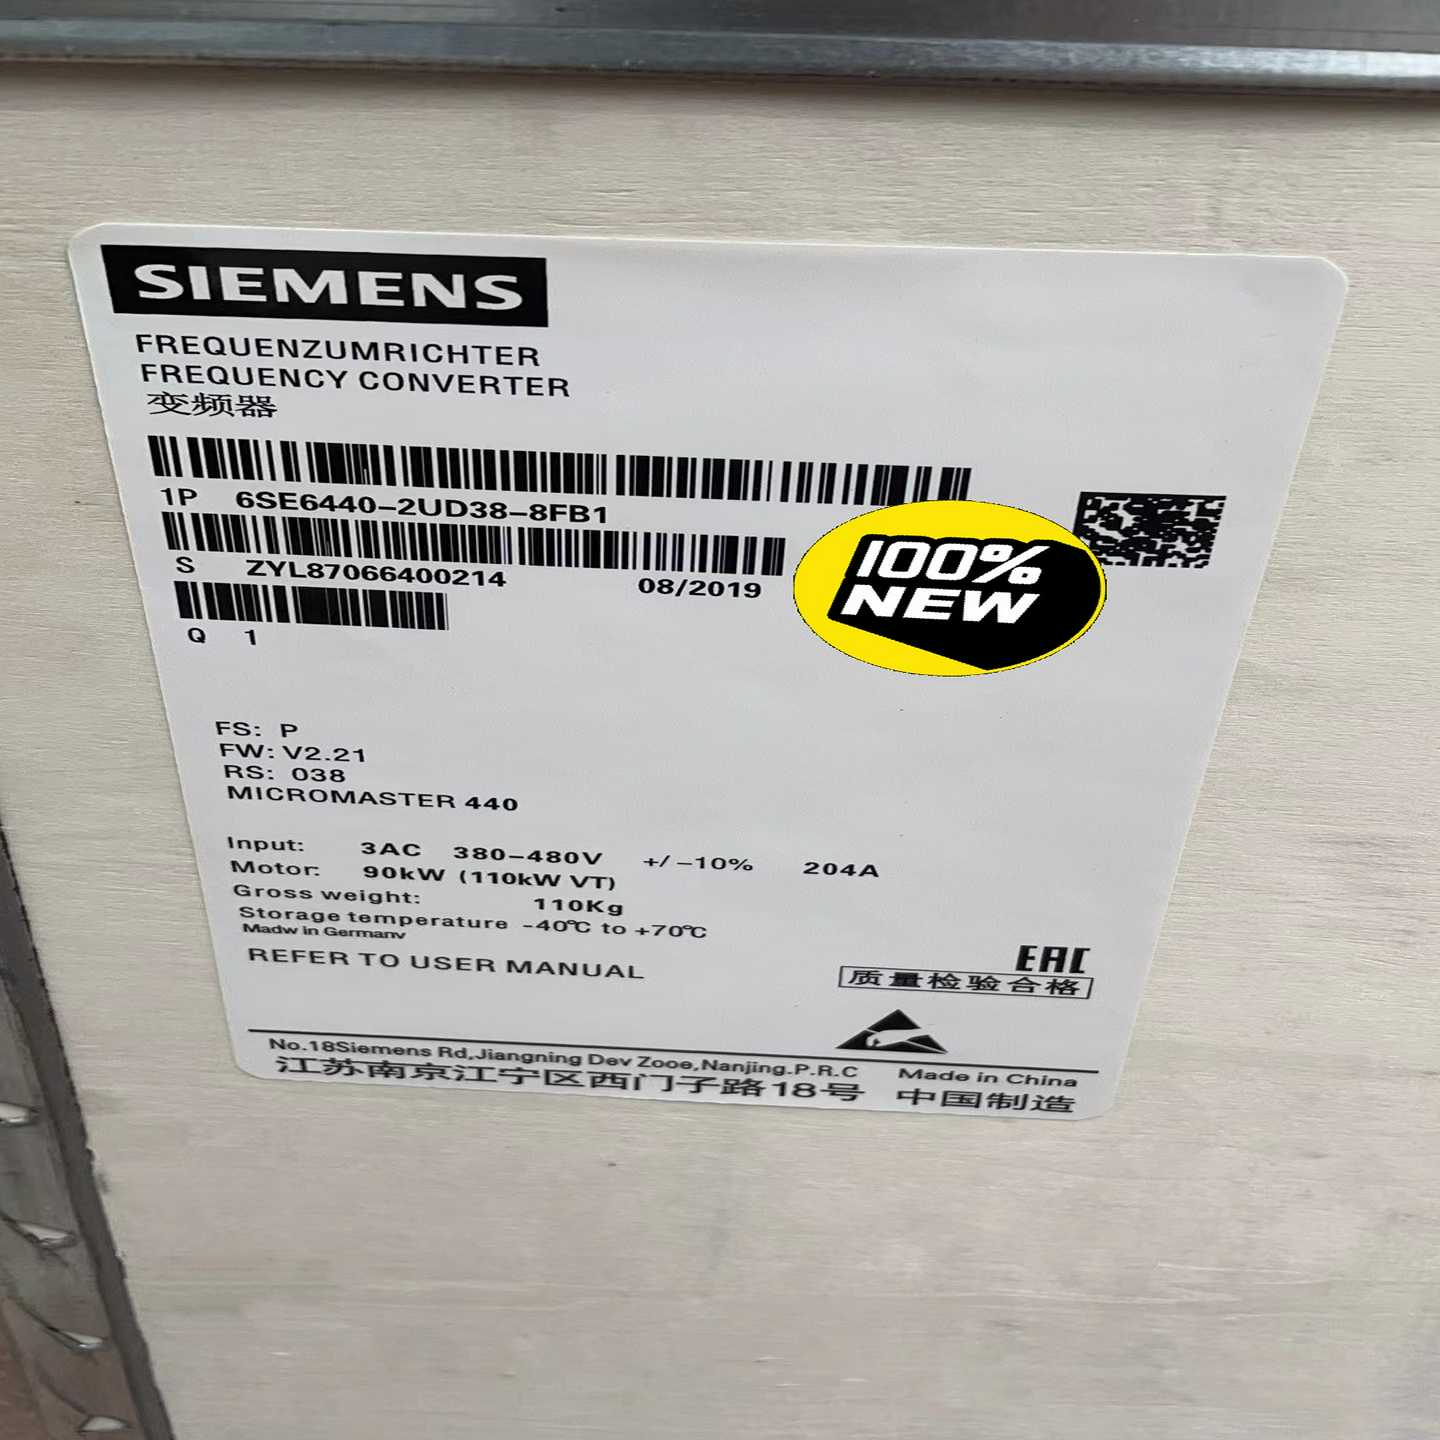 SIEMENS
FREQUENZUMRICHTER
FREQUENCY CONVERTER
变频器
1P 6SE6440-2UD38-8FB1
S ZYL87066400214 08/2019
100%
NEW
Q 1
FS: P
FW: V2.21
RS: 038
MICROMASTER 440
Input: 3AC 380-480V +/-10% 204A
Motor: 90kW (110kW VT)
Gross weight: 110Kg
Storage temperature -40℃ to +70℃
Madw in Germanv
REFER TO USER MANUAL
EAC
质量检验合格
No.18Siemens Rd,Jiangning Dev Zooe,Nanjing.P.R.C Made in China
江苏南京江宁区西门子路18号 中国制造